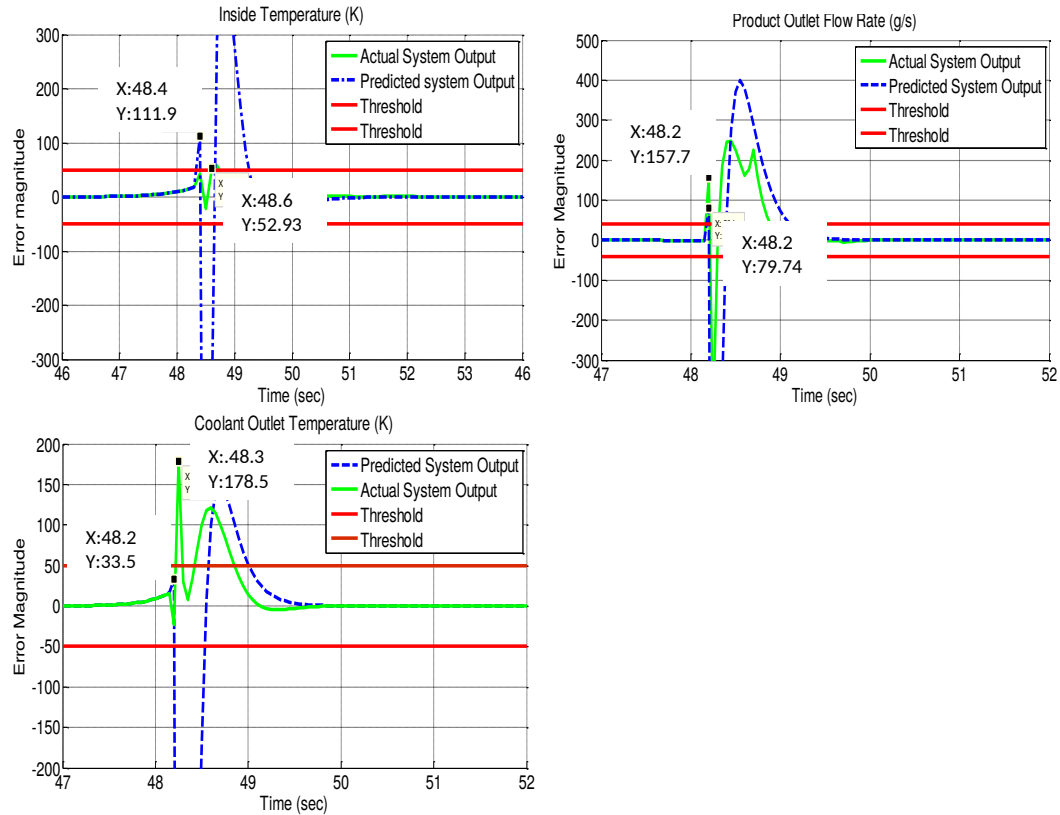 Inside Temperature (K)
Error magnitude
300
200
100
0
-100
-200
-300
X:48.4
Y:111.9
Actual System Output
Predicted system Output
Threshold
Threshold
X
Y
X:48.6
Y:52.93
46 47 48 49 50 51 52 53 46
Time (sec)
Product Outlet Flow Rate (g/s)
Error Magnitude
500
400
300
200
100
0
-100
-200
-300
X:48.2
Y:157.7
Actual System Output
Predicted System Output
Threshold
Threshold
X:
Y:
X:48.2
Y:79.74
47 48 49 50 51 52
Time (sec)
Coolant Outlet Temperature (K)
Error Magnitude
200
150
100
50
0
-50
-100
-150
-200
X
Y
X:.48.3
Y:178.5
X:48.2
Y:33.5
Predicted System Output
Actual System Output
Threshold
Threshold
47 48 49 50 51 52
Time (sec)